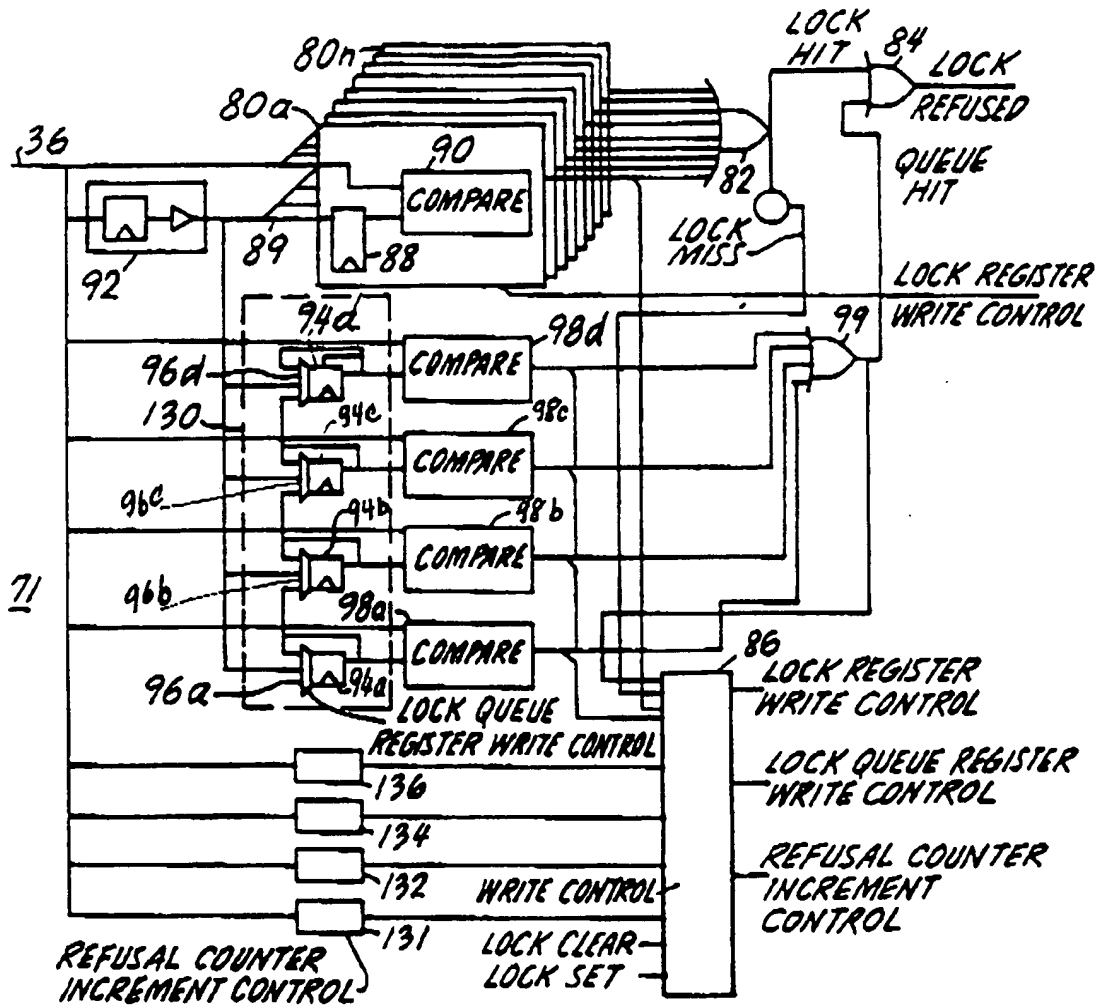 80n
80a
LOCK
HIT
84
LOCK
REFUSED
36
90
COMPARE
82
QUEUE
HIT
92
89
88
LOCK
MISS
LOCK REGISTER
WRITE CONTROL
94d
98d
99
96d
COMPARE
130
94c
98c
COMPARE
96c
94b
98b
COMPARE
71
96b
98a
COMPARE
86
96a
94a
LOCK QUEUE
REGISTER WRITE CONTROL
LOCK REGISTER
WRITE CONTROL
136
LOCK QUEUE REGISTER
WRITE CONTROL
134
132
WRITE CONTROL
REFUSAL COUNTER
INCREMENT
CONTROL
131
REFUSAL COUNTER
INCREMENT CONTROL
LOCK CLEAR
LOCK SET